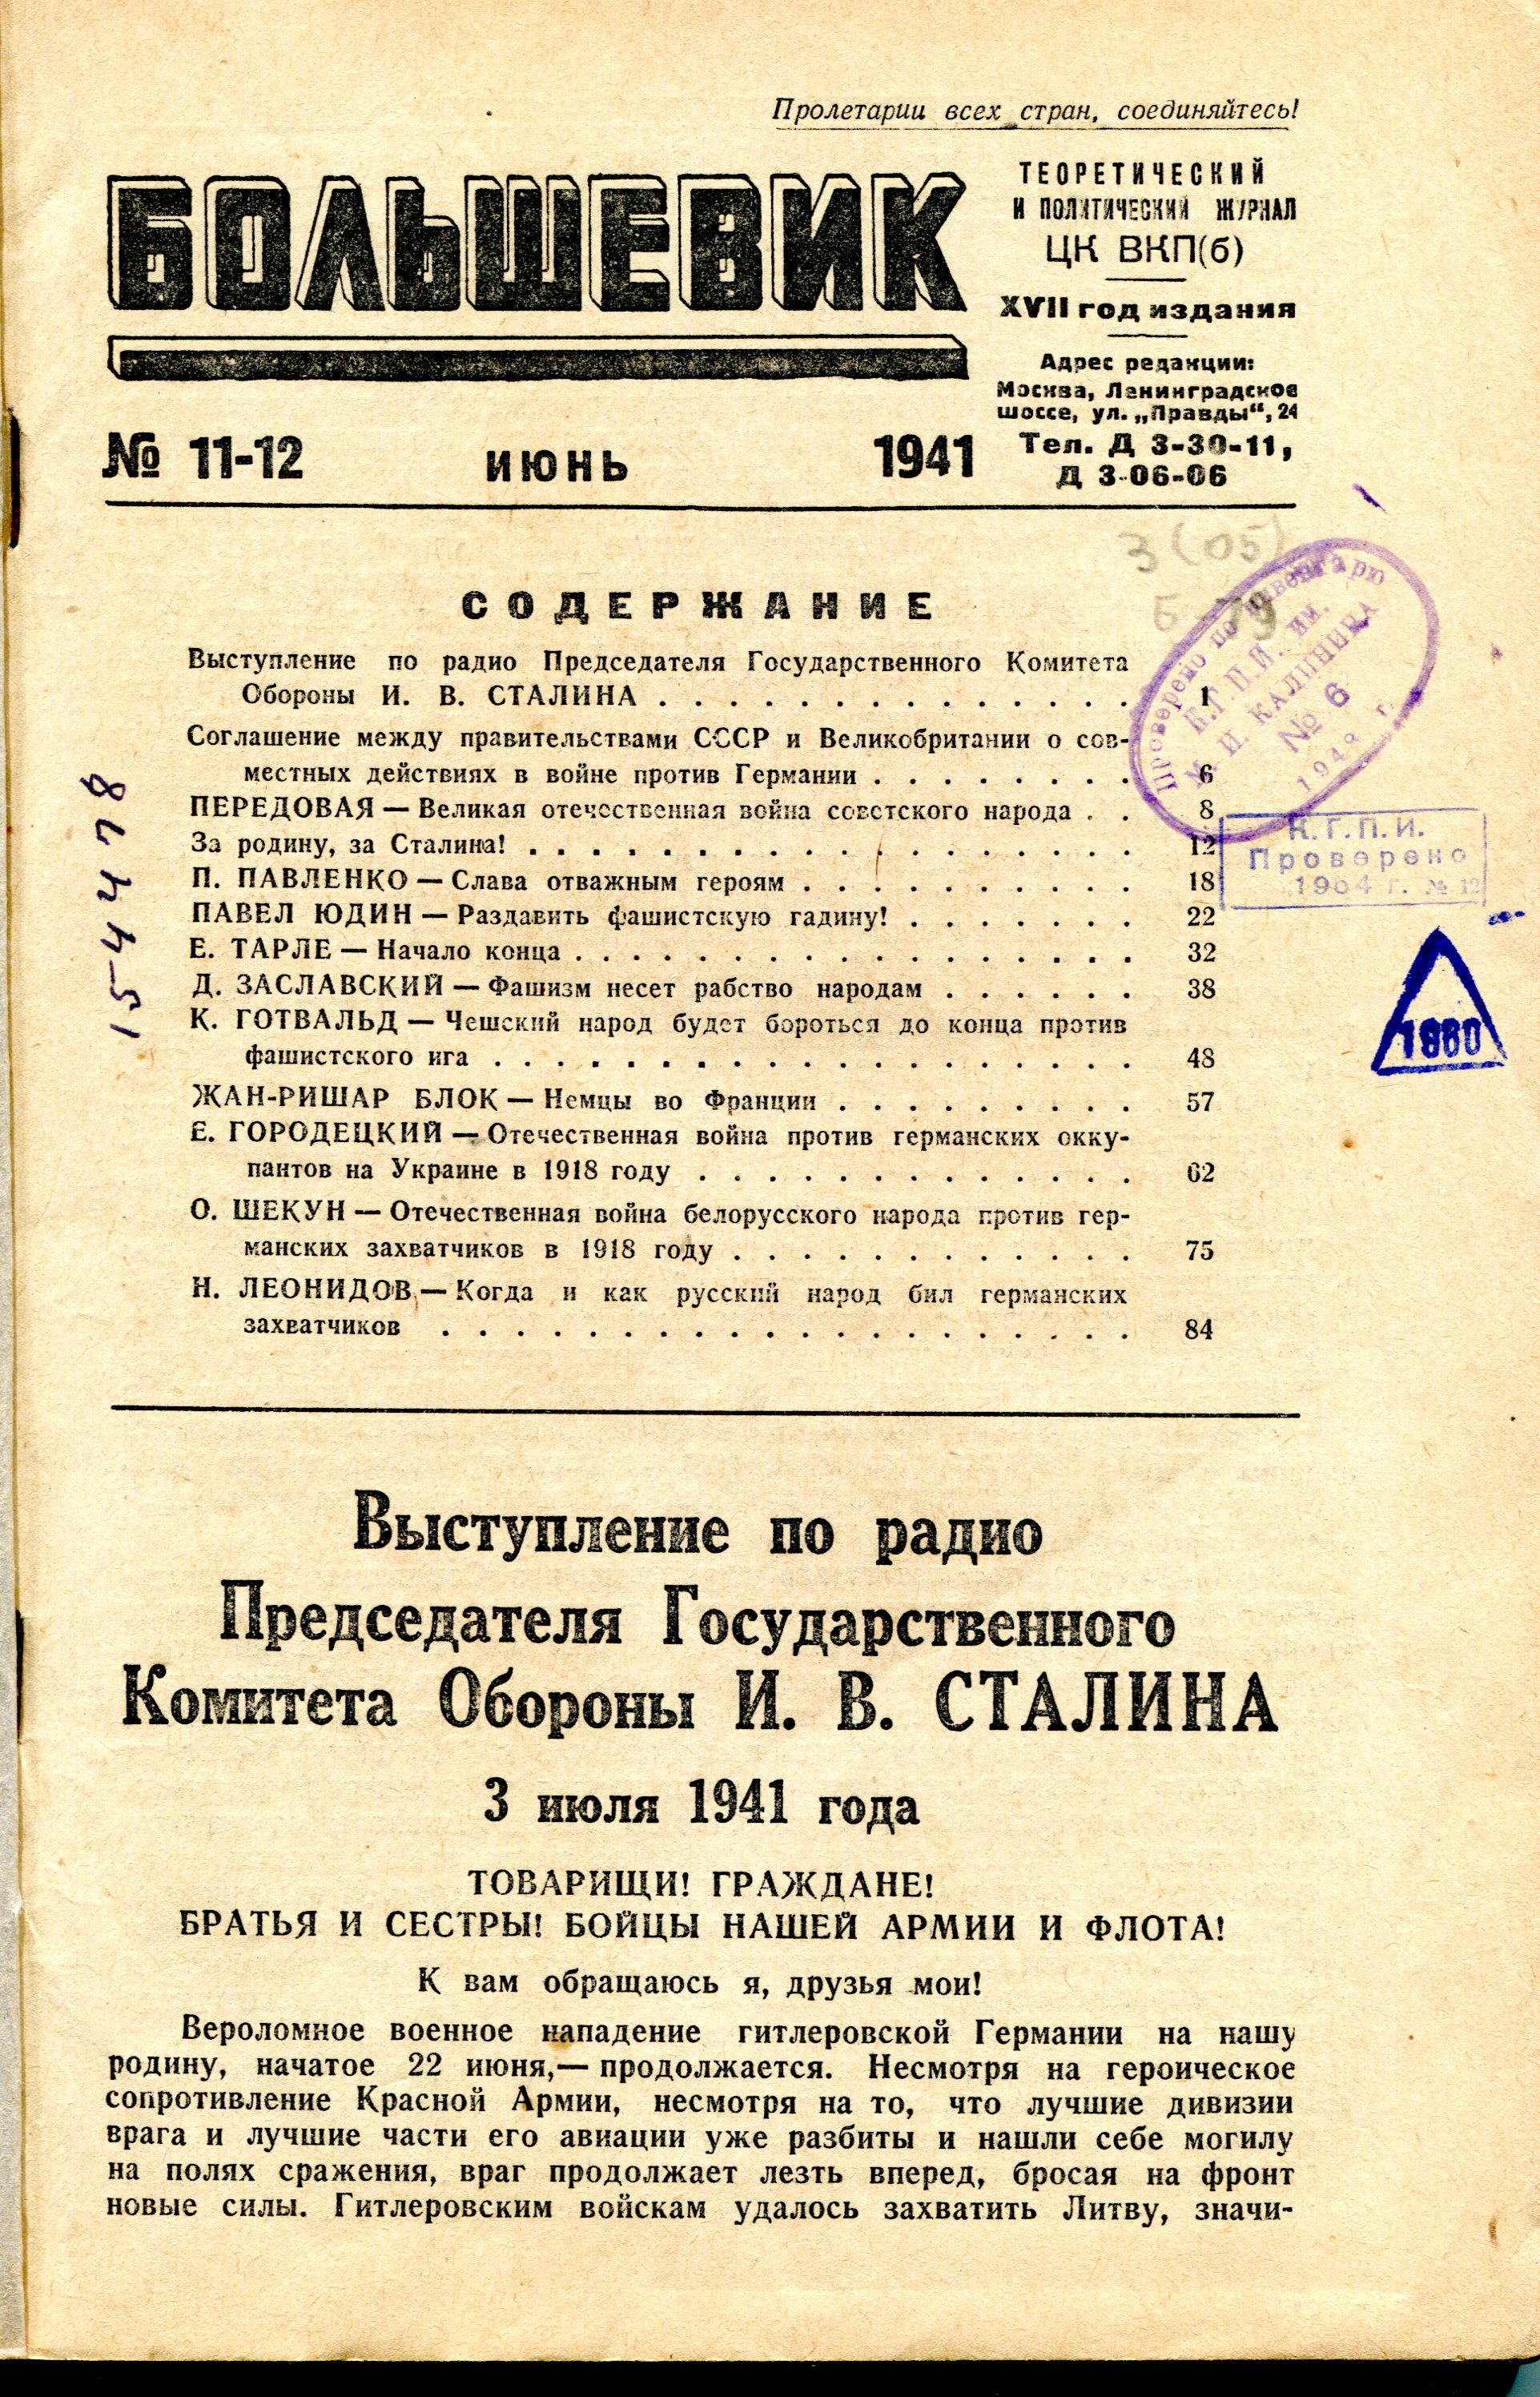 Пролетарии всех стран, соединяйтесь!
БОЛЬШЕВИК
ТЕОРЕТИЧЕСКИЙ
И ПОЛИТИЧЕСКИЙ ЖУРНАЛ
ЦК ВКП(б)
XVII год издания
Адрес редакции:
Москва, Ленинградское
шоссе, ул. „Правды“, 24
Тел. Д 3-30-11,
Д 3-06-06
№ 11-12 ИЮНЬ 1941
3(05)
Б 79
СОДЕРЖАНИЕ
Выступление по радио Председателя Государственного Комитета
Обороны И. В. СТАЛИНА . . . . . . . . . . . . . . 1
Соглашение между правительствами СССР и Великобритании о сов-
местных действиях в войне против Германии . . . . . . . . 6
ПЕРЕДОВАЯ — Великая отечественная война советского народа . . 8
За родину, за Сталина! . . . . . . . . . . . . . . . . . . 12
П. ПАВЛЕНКО — Слава отважным героям . . . . . . . . . . 18
ПАВЕЛ ЮДИН — Раздавить фашистскую гадину! . . . . . . . 22
Е. ТАРЛЕ — Начало конца . . . . . . . . . . . . . . . . . 32
Д. ЗАСЛАВСКИЙ — Фашизм несет рабство народам . . . . . . 38
К. ГОТВАЛЬД — Чешский народ будет бороться до конца против
фашистского ига . . . . . . . . . . . . . . . . . . . 48
ЖАН-РИШАР БЛОК — Немцы во Франции . . . . . . . . . 57
Е. ГОРОДЕЦКИЙ — Отечественная война против германских окку-
пантов на Украине в 1918 году . . . . . . . . . . . . . 62
О. ШЕКУН — Отечественная война белорусского народа против гер-
манских захватчиков в 1918 году . . . . . . . . . . . . 75
Н. ЛЕОНИДОВ — Когда и как русский народ бил германских
захватчиков . . . . . . . . . . . . . . . . . . . 84
Проверено по инвентарю
К.Г.П.И. им.
М. И. КАЛИНИНА
№ 6
1949 г.
К.Г.П.И.
Проверено
1964 г. № 12
1980
154478
Выступление по радио
Председателя Государственного
Комитета Обороны И. В. СТАЛИНА
3 июля 1941 года
ТОВАРИЩИ! ГРАЖДАНЕ!
БРАТЬЯ И СЕСТРЫ! БОЙЦЫ НАШЕЙ АРМИИ И ФЛОТА!
К вам обращаюсь я, друзья мои!
Вероломное военное нападение гитлеровской Германии на нашу
родину, начатое 22 июня,— продолжается. Несмотря на героическое
сопротивление Красной Армии, несмотря на то, что лучшие дивизии
врага и лучшие части его авиации уже разбиты и нашли себе могилу
на полях сражения, враг продолжает лезть вперед, бросая на фронт
новые силы. Гитлеровским войскам удалось захватить Литву, значи-